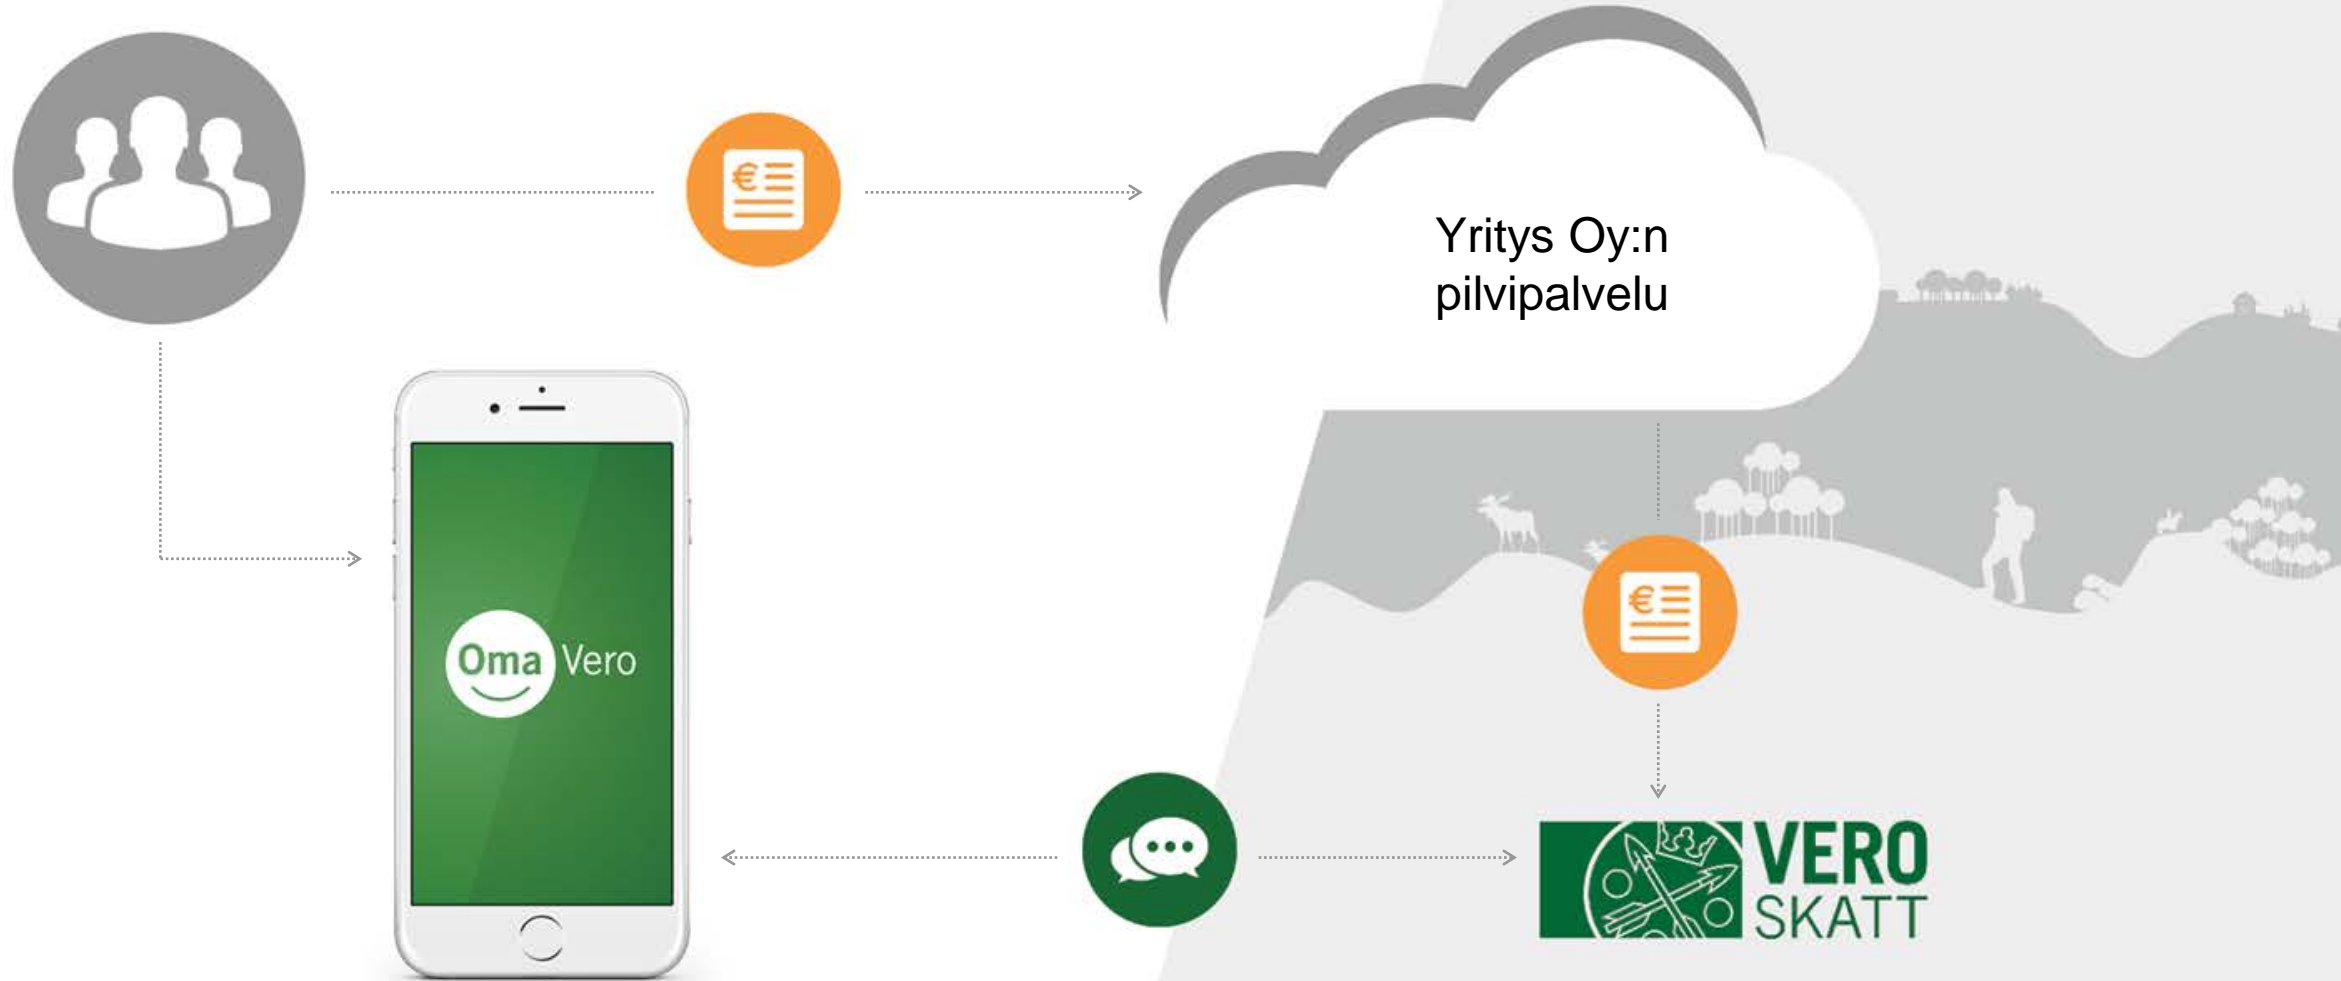 €
Yritys Oy:n
pilvipalvelu
€
Oma Vero
VERO
SKATT